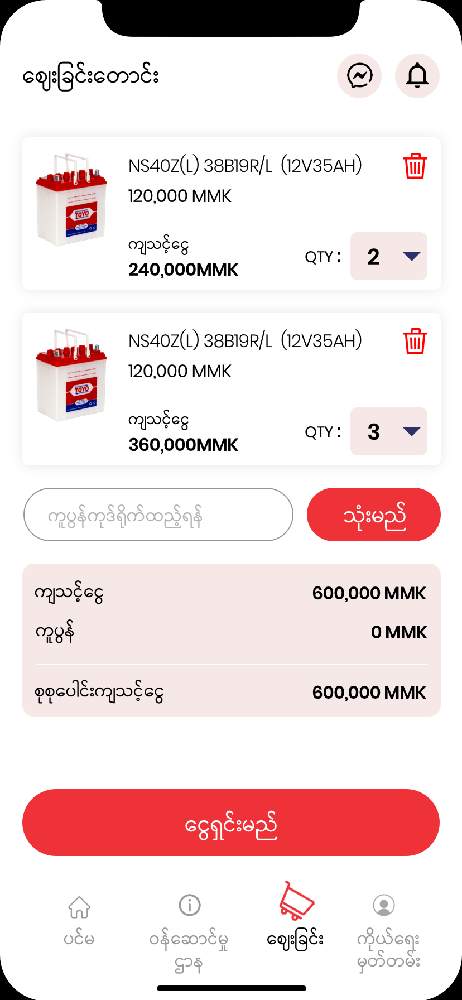 ဈေးခြင်းတောင်း
NS40Z(L) 38B19R/L (12V35AH)
120,000 MMK
TOYO
ကျသင့်ငွေ
QTY : 2
240,000MMK
NS40Z(L) 38B19R/L (12V35AH)
120,000 MMK
TOYO
ကျသင့်ငွေ
QTY : 3
360,000MMK
ကူပွန်ကုဒ်ရိုက်ထည့်ရန်
သုံးမည်
ကျသင့်ငွေ 600,000 MMK
ကူပွန် 0 MMK
စုစုပေါင်းကျသင့်ငွေ 600,000 MMK
ငွေရှင်းမည်
ပင်မ
ဝန်ဆောင်မှု
ဌာန
ဈေးခြင်း
ကိုယ်ရေး
မှတ်တမ်း